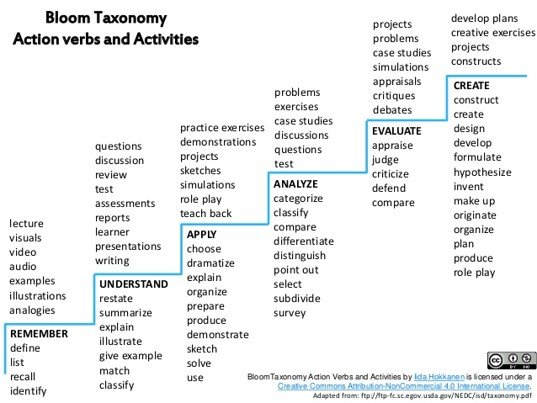 Bloom Taxonomy
Action verbs and Activities
lecture
visuals
video
audio
examples
illustrations
analogies
REMEMBER
define
list
recall
identify
questions
discussion
review
test
assessments
reports
learner
presentations
writing
UNDERSTAND
restate
summarize
explain
illustrate
give example
match
classify
practice exercises
demonstrations
projects
sketches
simulations
role play
teach back
APPLY
choose
dramatize
explain
organize
prepare
produce
demonstrate
sketch
solve
use
problems
exercises
case studies
discussions
questions
test
ANALYZE
categorize
classify
compare
differentiate
distinguish
point out
select
subdivide
survey
projects
problems
case studies
simulations
appraisals
critiques
debates
EVALUATE
appraise
judge
criticize
defend
compare
develop plans
creative exercises
projects
constructs
CREATE
construct
create
design
develop
formulate
hypothesize
invent
make up
originate
organize
plan
produce
role play
cc
BY NC
BloomTaxonomy Action Verbs and Activities by Iida Hokkanen is licensed under a
Creative Commons Attribution-NonCommercial 4.0 International License.
Adapted from: ftp://ftp-fc.sc.egov.usda.gov/NEDC/isd/taxonomy.pdf